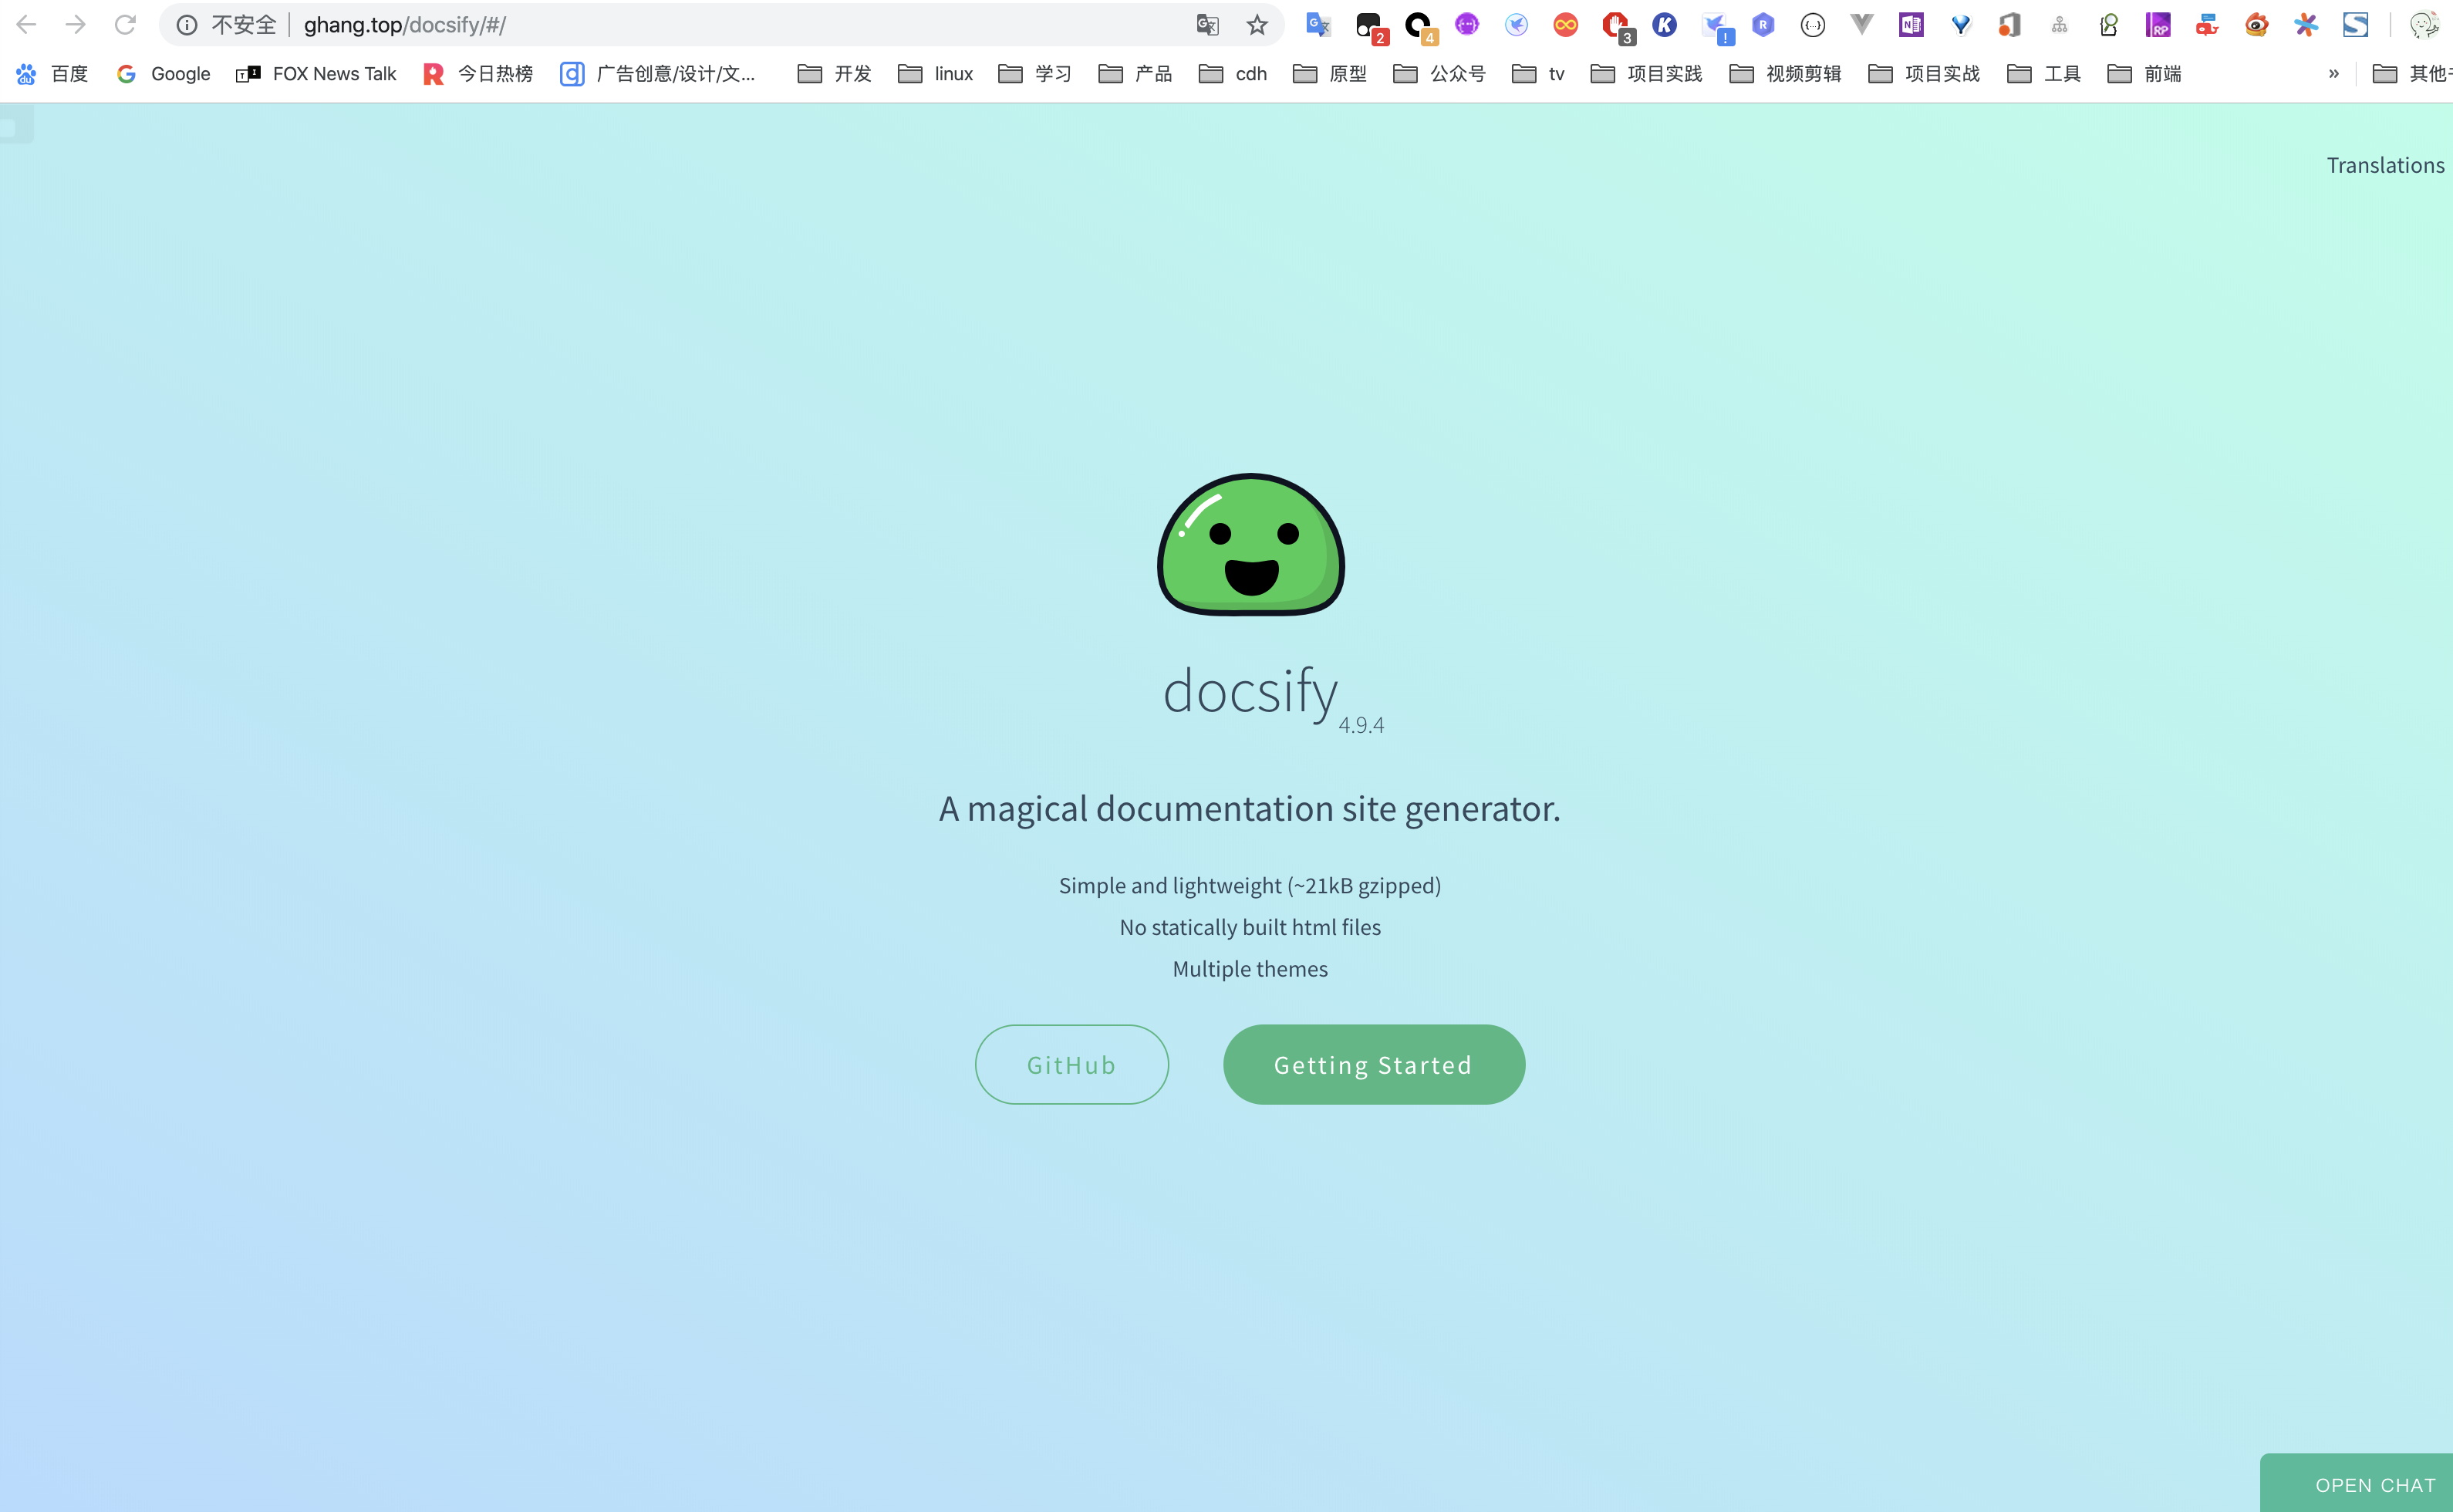 不安全 ghang.top/docsify/#/
2 4 3 !
百度 Google FOX News Talk 今日热榜 广告创意/设计/文... 开发 linux 学习 产品 cdh 原型 公众号 tv 项目实践 视频剪辑 项目实战 工具 前端 » 其他
Translations
docsify 4.9.4
A magical documentation site generator.
Simple and lightweight (~21kB gzipped)
No statically built html files
Multiple themes
GitHub Getting Started
OPEN CHAT